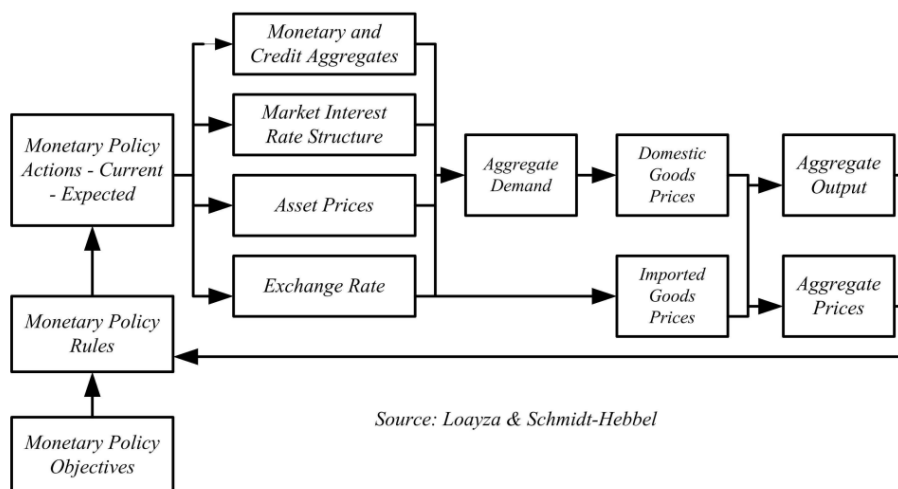 Monetary Policy
Actions - Current
- Expected
Monetary Policy
Rules
Monetary Policy
Objectives
Monetary and
Credit Aggregates
Market Interest
Rate Structure
Asset Prices
Exchange Rate
Aggregate
Demand
Domestic
Goods
Prices
Imported
Goods
Prices
Aggregate
Output
Aggregate
Prices
Source: Loayza & Schmidt-Hebbel